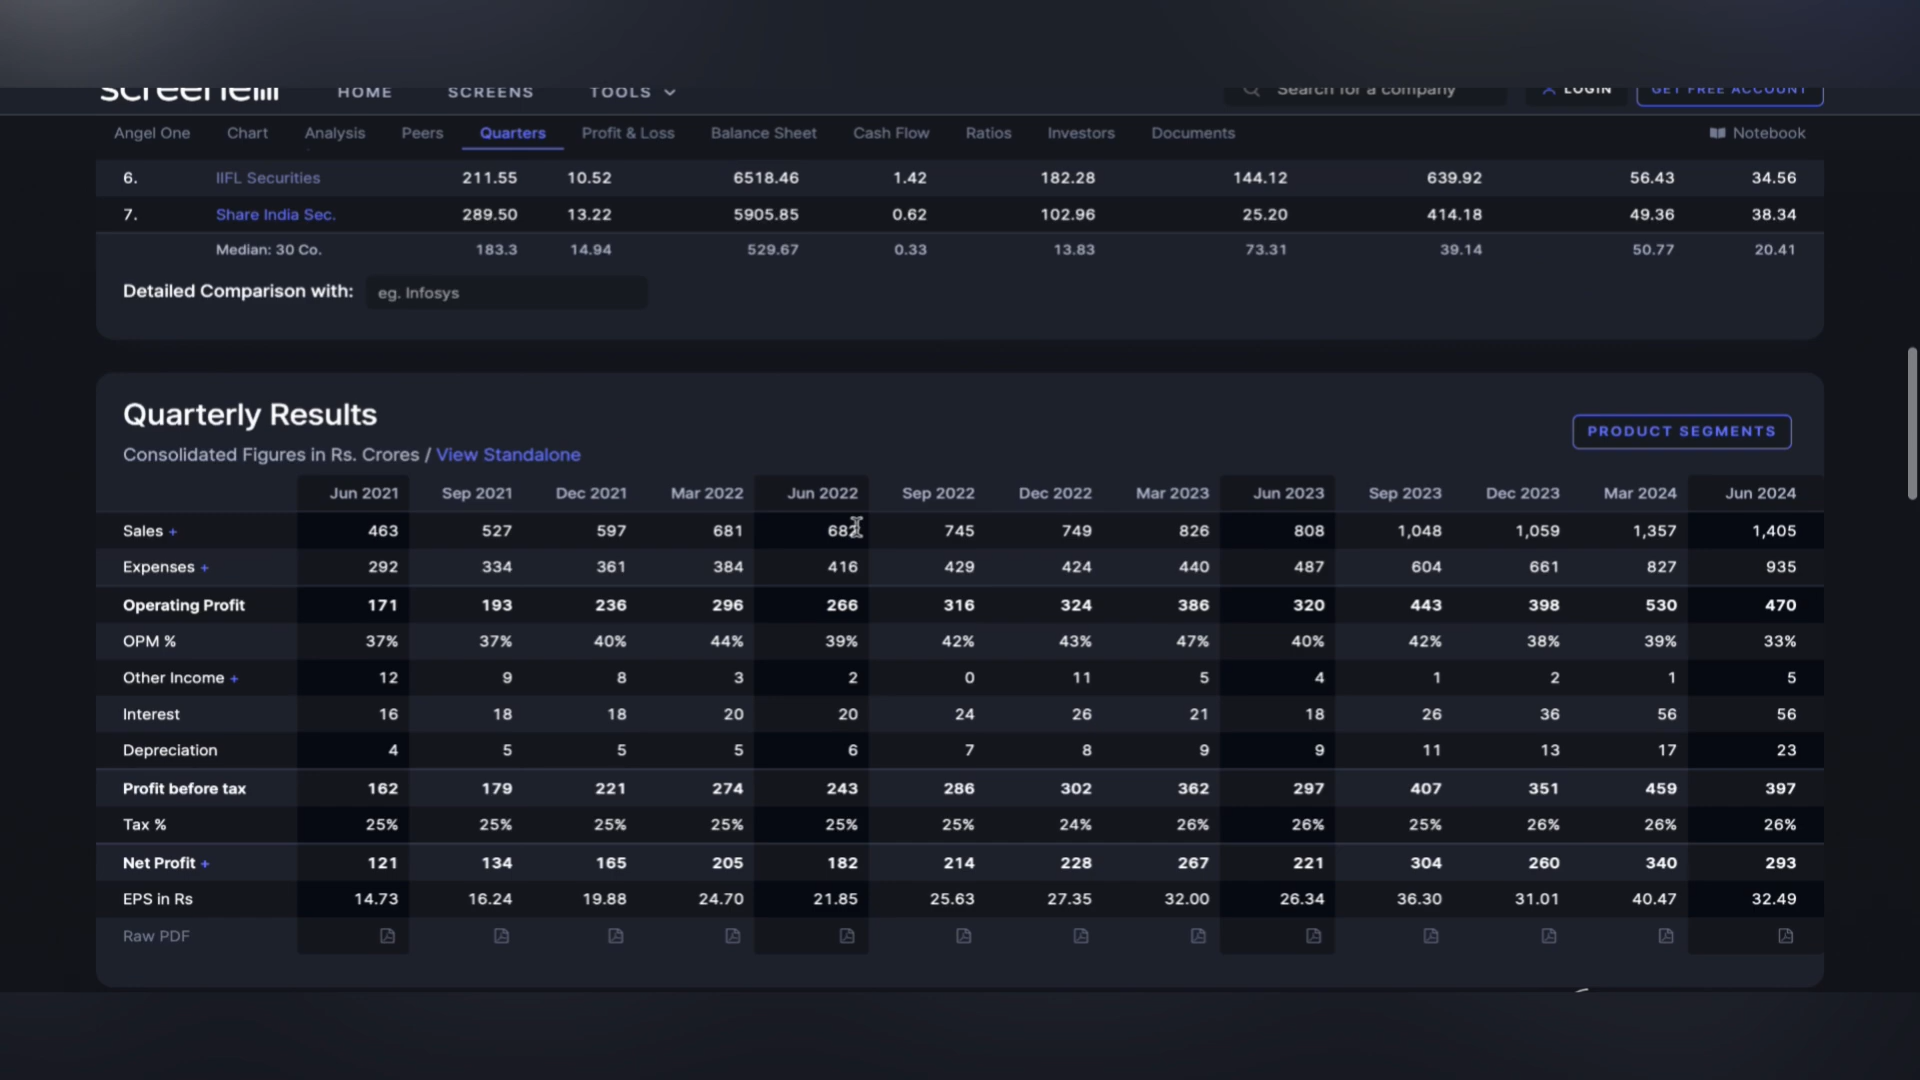 screener
HOME SCREENS TOOLS Search for a company LOGIN GET FREE ACCOUNT
Angel One Chart Analysis Peers Quarters Profit & Loss Balance Sheet Cash Flow Ratios Investors Documents Notebook
6. IIFL Securities 211.55 10.52 6518.46 1.42 182.28 144.12 639.92 56.43 34.56
7. Share India Sec. 289.50 13.22 5905.85 0.62 102.96 25.20 414.18 49.36 38.34
Median: 30 Co. 183.3 14.94 529.67 0.33 13.83 73.31 39.14 50.77 20.41
Detailed Comparison with: eg. Infosys
Quarterly Results
PRODUCT SEGMENTS
Consolidated Figures in Rs. Crores / View Standalone
Jun 2021 Sep 2021 Dec 2021 Mar 2022 Jun 2022 Sep 2022 Dec 2022 Mar 2023 Jun 2023 Sep 2023 Dec 2023 Mar 2024 Jun 2024
Sales + 463 527 597 681 682 745 749 826 808 1,048 1,059 1,357 1,405
Expenses + 292 334 361 384 416 429 424 440 487 604 661 827 935
Operating Profit 171 193 236 296 266 316 324 386 320 443 398 530 470
OPM % 37% 37% 40% 44% 39% 42% 43% 47% 40% 42% 38% 39% 33%
Other Income + 12 9 8 3 2 0 11 5 4 1 2 1 5
Interest 16 18 18 20 20 24 26 21 18 26 36 56 56
Depreciation 4 5 5 5 6 7 8 9 9 11 13 17 23
Profit before tax 162 179 221 274 243 286 302 362 297 407 351 459 397
Tax % 25% 25% 25% 25% 25% 25% 24% 26% 26% 25% 26% 26% 26%
Net Profit + 121 134 165 205 182 214 228 267 221 304 260 340 293
EPS in Rs 14.73 16.24 19.88 24.70 21.85 25.63 27.35 32.00 26.34 36.30 31.01 40.47 32.49
Raw PDF